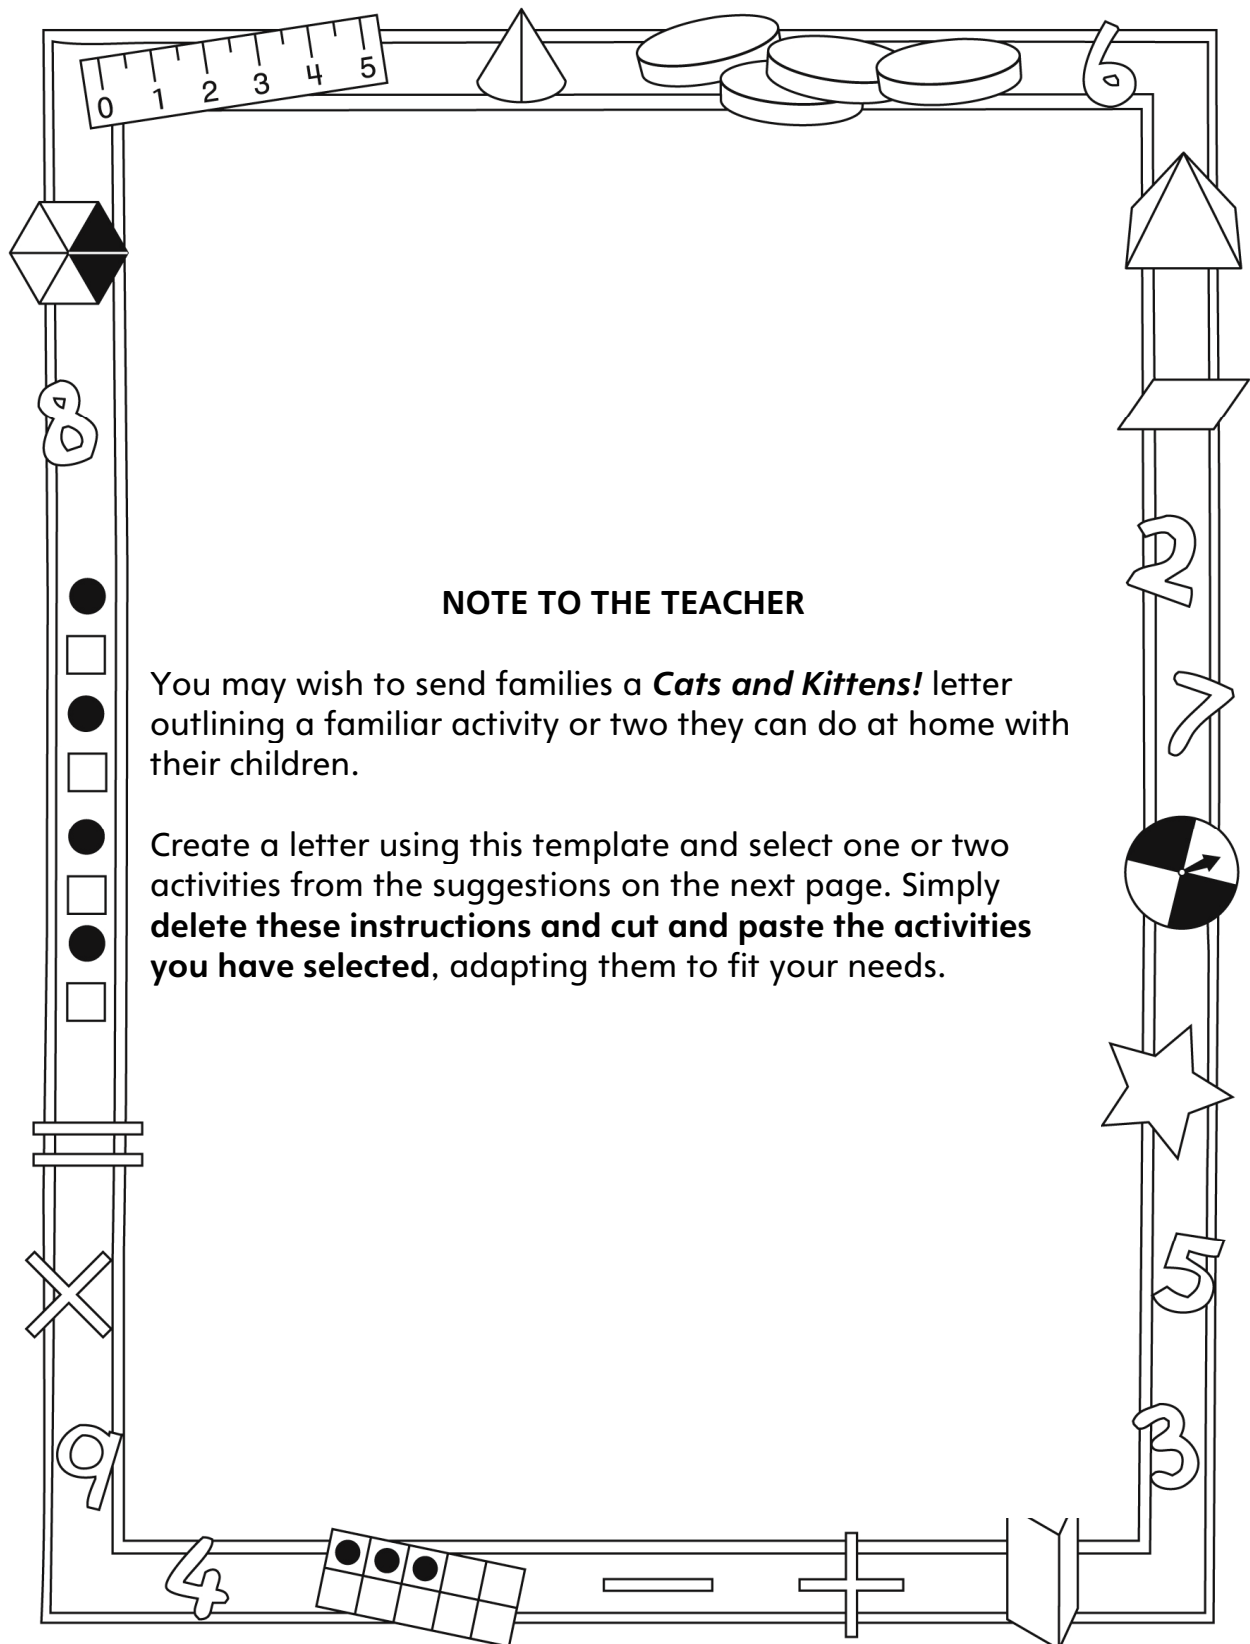 0 1 2 3 4 5
6
8
2
NOTE TO THE TEACHER
You may wish to send families a Cats and Kittens! letter
7
outlining a familiar activity or two they can do at home with
their children.
Create a letter using this template and select one or two
activities from the suggestions on the next page. Simply
delete these instructions and cut and paste the activities
you have selected, adapting them to fit your needs.
=
×
5
9
3
4
− +